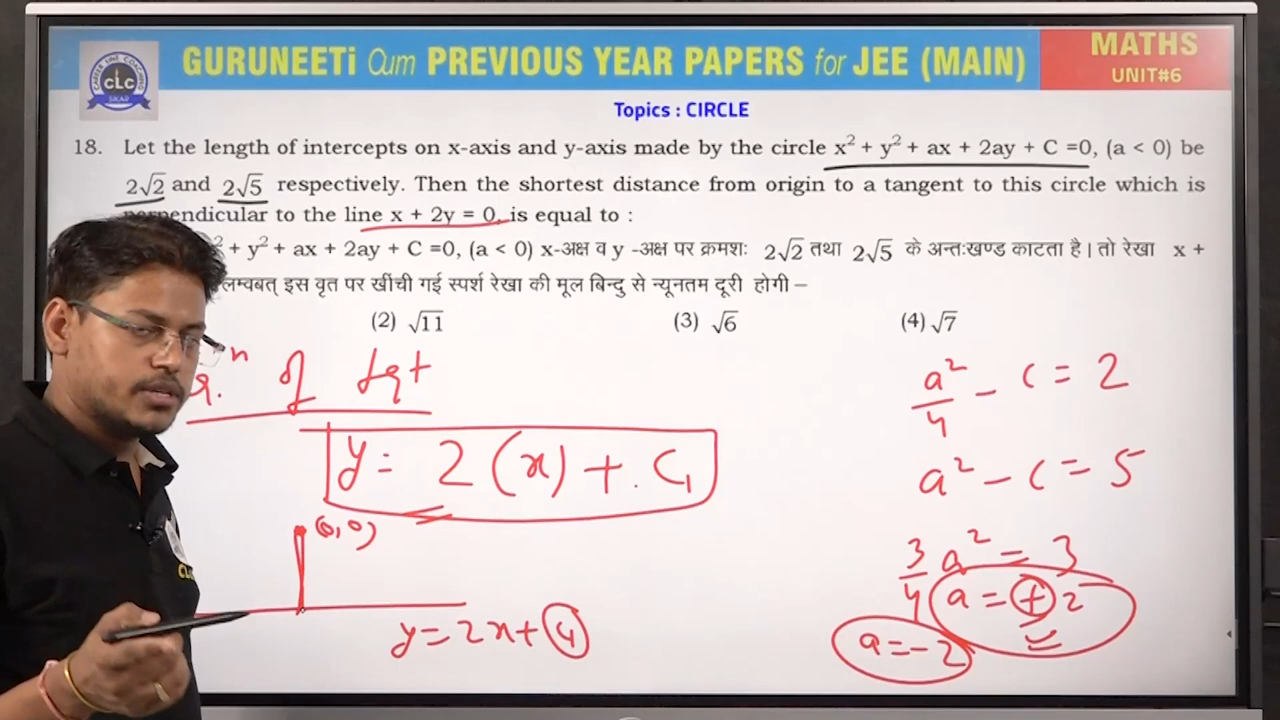 GURUNEETi Cum PREVIOUS YEAR PAPERS for JEE (MAIN)
MATHS
UNIT#6
CLC
SIKAR
Topics : CIRCLE
18. Let the length of intercepts on x-axis and y-axis made by the circle x² + y² + ax + 2ay + C =0, (a < 0) be
2√2 and 2√5 respectively. Then the shortest distance from origin to a tangent to this circle which is
perpendicular to the line x + 2y = 0, is equal to :
+ y² + ax + 2ay + C =0, (a < 0) x-अक्ष व y -अक्ष पर क्रमशः 2√2 तथा 2√5 के अन्तःखण्ड काटता है। तो रेखा x +
लम्बवत् इस वृत पर खींची गई स्पर्श रेखा की मूल बिन्दु से न्यूनतम दूरी होगी –
(2) √11 (3) √6 (4) √7
of tgt
y = 2 (x) + C₁
(0,0)
y = 2x + 4
a²/4 - c = 2
a² - c = 5
3/4 a² = 3
a = ± 2
a = -2